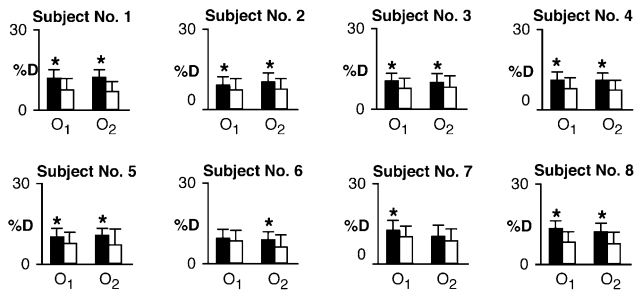 Subject No. 1 Subject No. 2 Subject No. 3 Subject No. 4
30 30 30 30
* * * * * * * *
%D %D %D %D
0 0 0 0
O₁ O₂ O₁ O₂ O₁ O₂ O₁ O₂
Subject No. 5 Subject No. 6 Subject No. 7 Subject No. 8
30 30 30 30
* * * * * *
%D %D %D %D
0 0 0 0
O₁ O₂ O₁ O₂ O₁ O₂ O₁ O₂